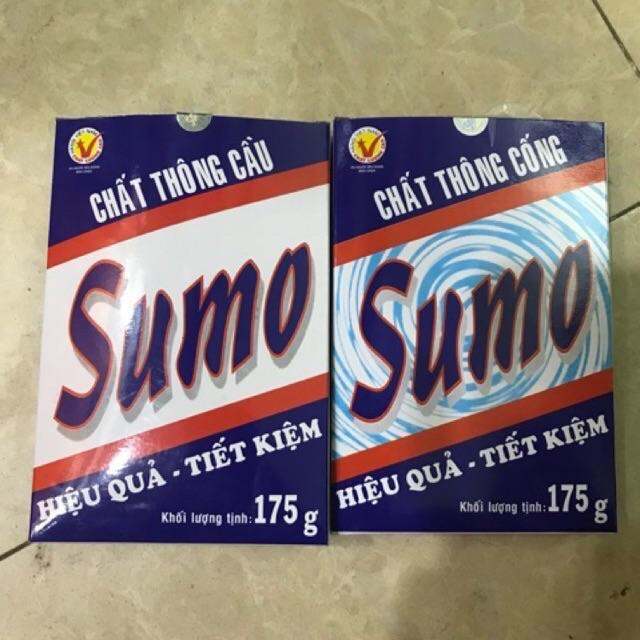 CHẤT THÔNG CẦU
Sumo
HIỆU QUẢ - TIẾT KIỆM
Khối lượng tịnh: 175 g
CHẤT THÔNG CỐNG
Sumo
HIỆU QUẢ - TIẾT KIỆM
Khối lượng tịnh: 175 g